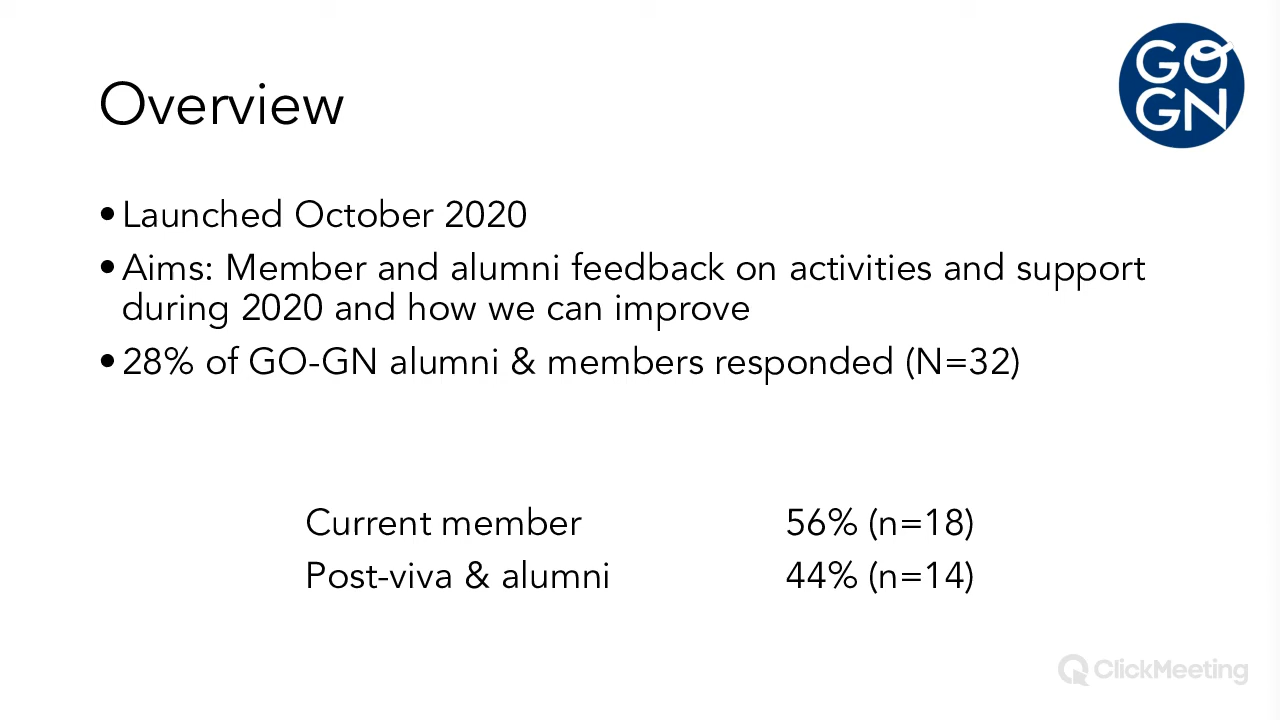 GO
GN
Overview
• Launched October 2020
• Aims: Member and alumni feedback on activities and support
during 2020 and how we can improve
• 28% of GO-GN alumni & members responded (N=32)
Current member 56% (n=18)
Post-viva & alumni 44% (n=14)
ClickMeeting